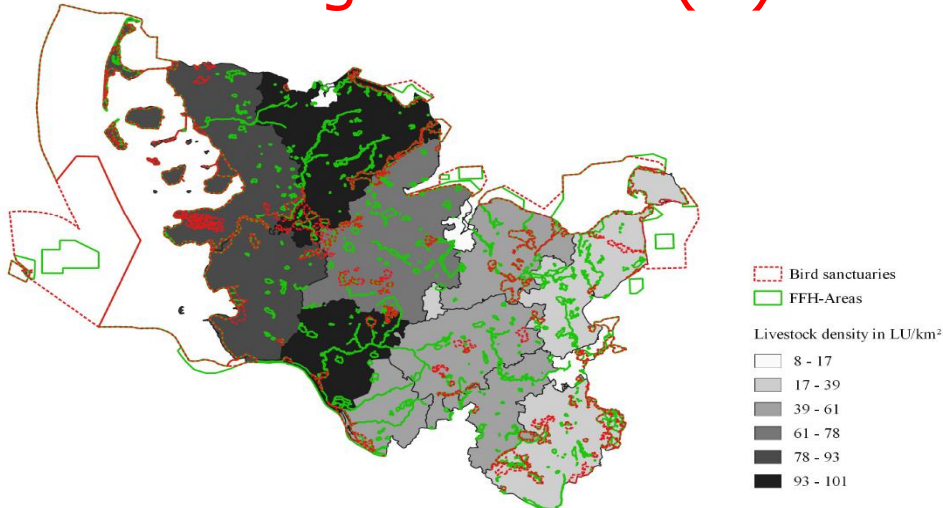 Bird sanctuaries
FFH-Areas
Livestock density in LU/km²
8 - 17
17 - 39
39 - 61
61 - 78
78 - 93
93 - 101